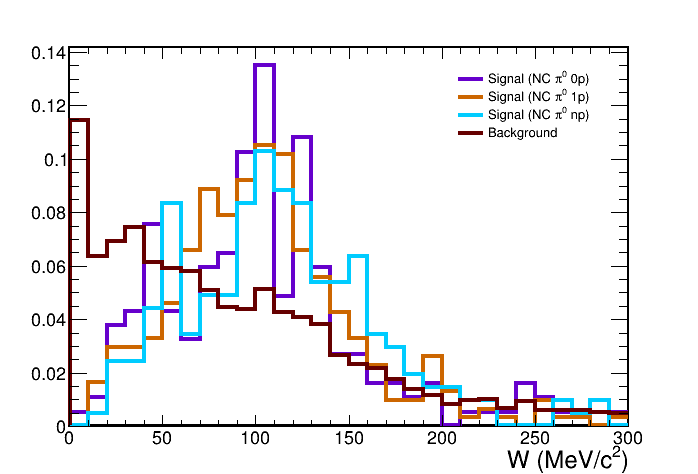 0.14
0.12
0.1
0.08
0.06
0.04
0.02
0
Signal (NC π⁰ 0p)
Signal (NC π⁰ 1p)
Signal (NC π⁰ np)
Background
0 50 100 150 200 250 300
W (MeV/c²)